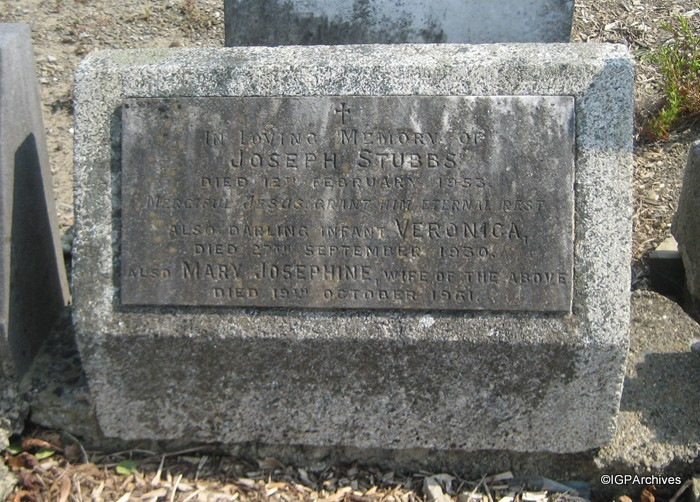 In Loving Memory of
Joseph Stubbs
died 12th February 1953.
Merciful Jesus grant him eternal rest.
also darling infant Veronica,
died 27th September 1930.
also Mary Josephine, wife of the above
died 19th October 1961.
©IGPArchives